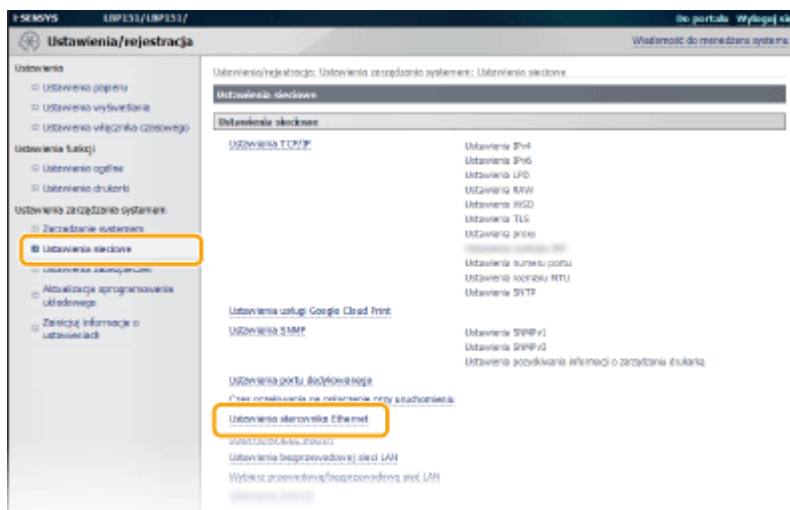 i-SENSYS LBP151/LBP151/
Do portalu Wyloguj się
Ustawienia/rejestracja
Wiadomość do menedżera systemu
Ustawienia
Ustawienia papieru
Ustawienia wyświetlania
Ustawienia włącznika czasowego
Ustawienia funkcji
Ustawienia ogólne
Ustawienia drukarki
Ustawienia zarządzania systemem
Zarządzanie systemem
Ustawienia sieciowe
Ustawienia zabezpieczeń
Aktualizacja oprogramowania
układowego
Zainicjuj informacje o
ustawieniach
Ustawienia/rejestracja: Ustawienia zarządzania systemem: Ustawienia sieciowe
Ustawienia sieciowe
Ustawienia sieciowe
Ustawienia TCP/IP
Ustawienia IPv4
Ustawienia IPv6
Ustawienia LPD
Ustawienia RAW
Ustawienia WSD
Ustawienia TLS
Ustawienia proxy
Ustawienia numeru portu
Ustawienia rozmiaru MTU
Ustawienia SNTP
Ustawienia usługi Google Cloud Print
Ustawienia SNMP
Ustawienia SNMPv1
Ustawienia SNMPv3
Ustawienia pozyskiwania informacji o zarządzaniu drukarką
Ustawienia portu dedykowanego
Czas oczekiwania na połączenie przy uruchomieniu
Ustawienia sterownika Ethernet
Ustawienia bezprzewodowej sieci LAN
Wybierz przewodową/bezprzewodową sieć LAN